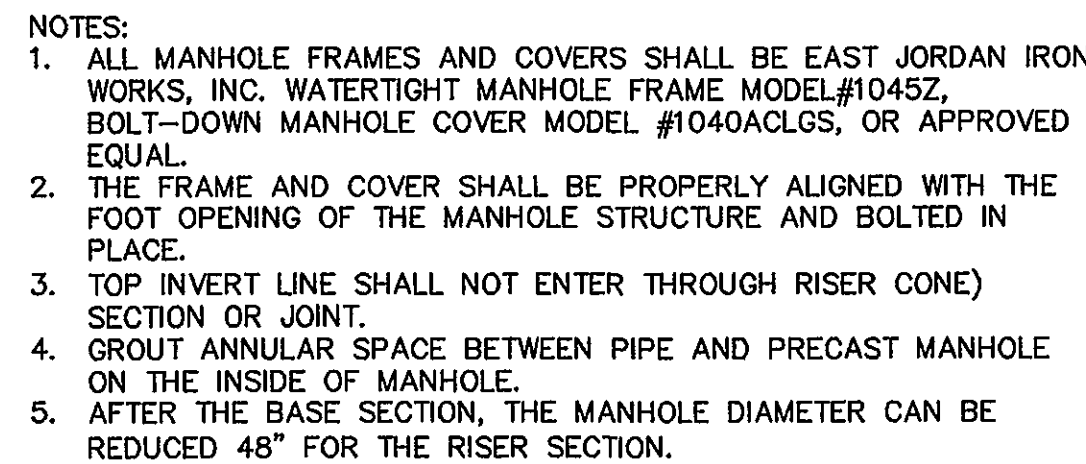 NOTES:
1. ALL MANHOLE FRAMES AND COVERS SHALL BE EAST JORDAN IRON
WORKS, INC. WATERTIGHT MANHOLE FRAME MODEL#1045Z,
BOLT-DOWN MANHOLE COVER MODEL #1040ACLGS, OR APPROVED
EQUAL.
2. THE FRAME AND COVER SHALL BE PROPERLY ALIGNED WITH THE
FOOT OPENING OF THE MANHOLE STRUCTURE AND BOLTED IN
PLACE.
3. TOP INVERT LINE SHALL NOT ENTER THROUGH RISER CONE)
SECTION OR JOINT.
4. GROUT ANNULAR SPACE BETWEEN PIPE AND PRECAST MANHOLE
ON THE INSIDE OF MANHOLE.
5. AFTER THE BASE SECTION, THE MANHOLE DIAMETER CAN BE
REDUCED 48" FOR THE RISER SECTION.